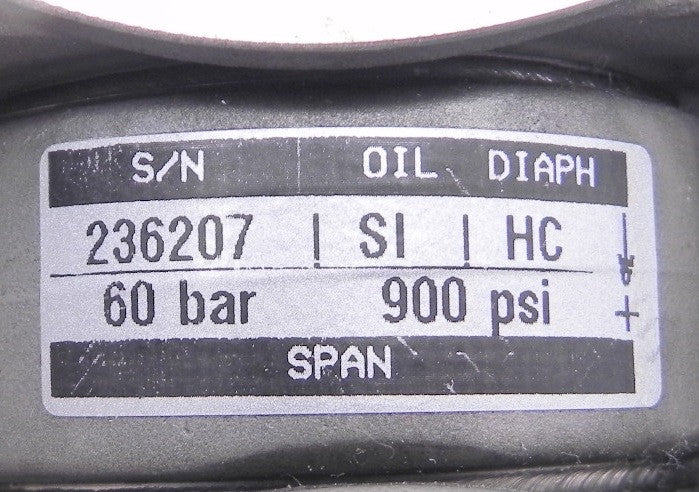 S/N OIL DIAPH
236207 | SI | HC
60 bar 900 psi +
SPAN